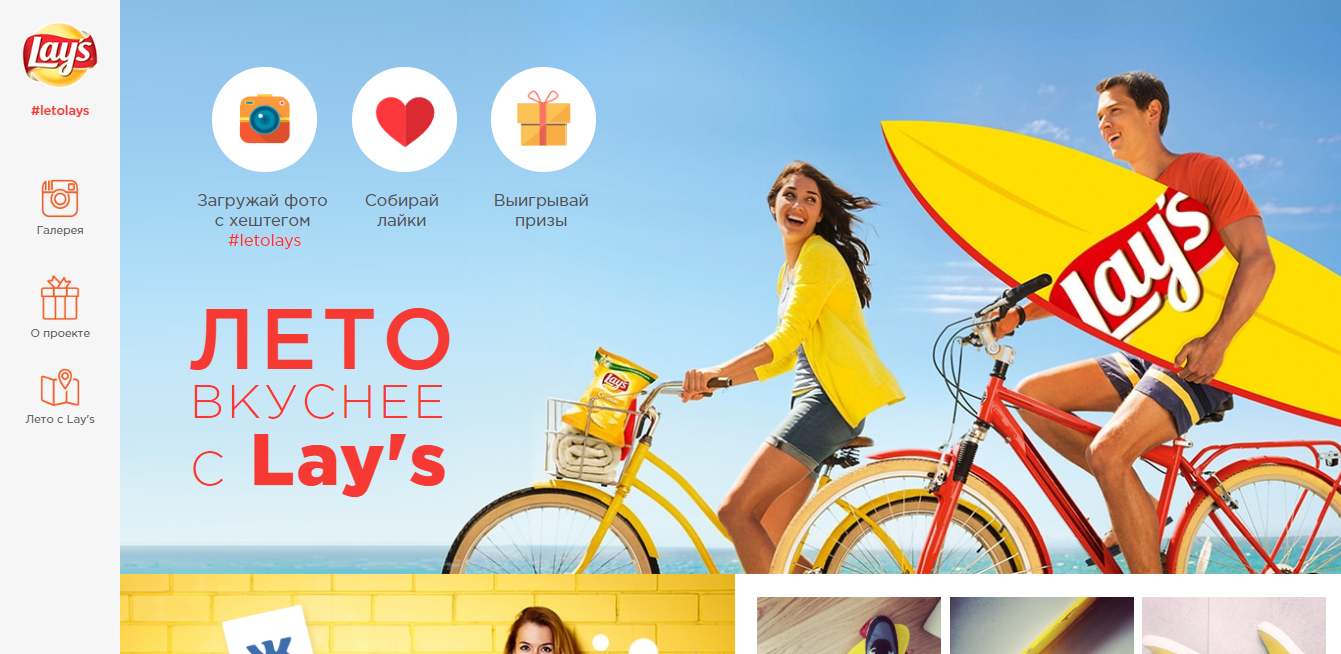 Lay's
#letolays
Галерея
О проекте
Лето с Lay's
Загружай фото
с хештегом
#letolays
Собирай
лайки
Выигрывай
призы
ЛЕТО
ВКУСНЕЕ
С Lay's
Lay's
Lay's